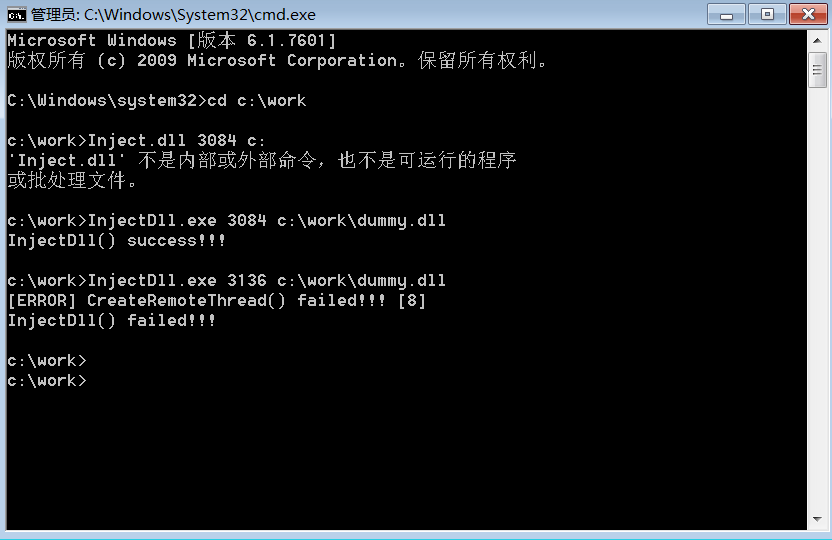 管理员: C:\Windows\System32\cmd.exe
Microsoft Windows [版本 6.1.7601]
版权所有 (c) 2009 Microsoft Corporation。保留所有权利。
C:\Windows\system32>cd c:\work
c:\work>Inject.dll 3084 c:
'Inject.dll' 不是内部或外部命令，也不是可运行的程序
或批处理文件。
c:\work>InjectDll.exe 3084 c:\work\dummy.dll
InjectDll() success!!!
c:\work>InjectDll.exe 3136 c:\work\dummy.dll
[ERROR] CreateRemoteThread() failed!!! [8]
InjectDll() failed!!!
c:\work>
c:\work>